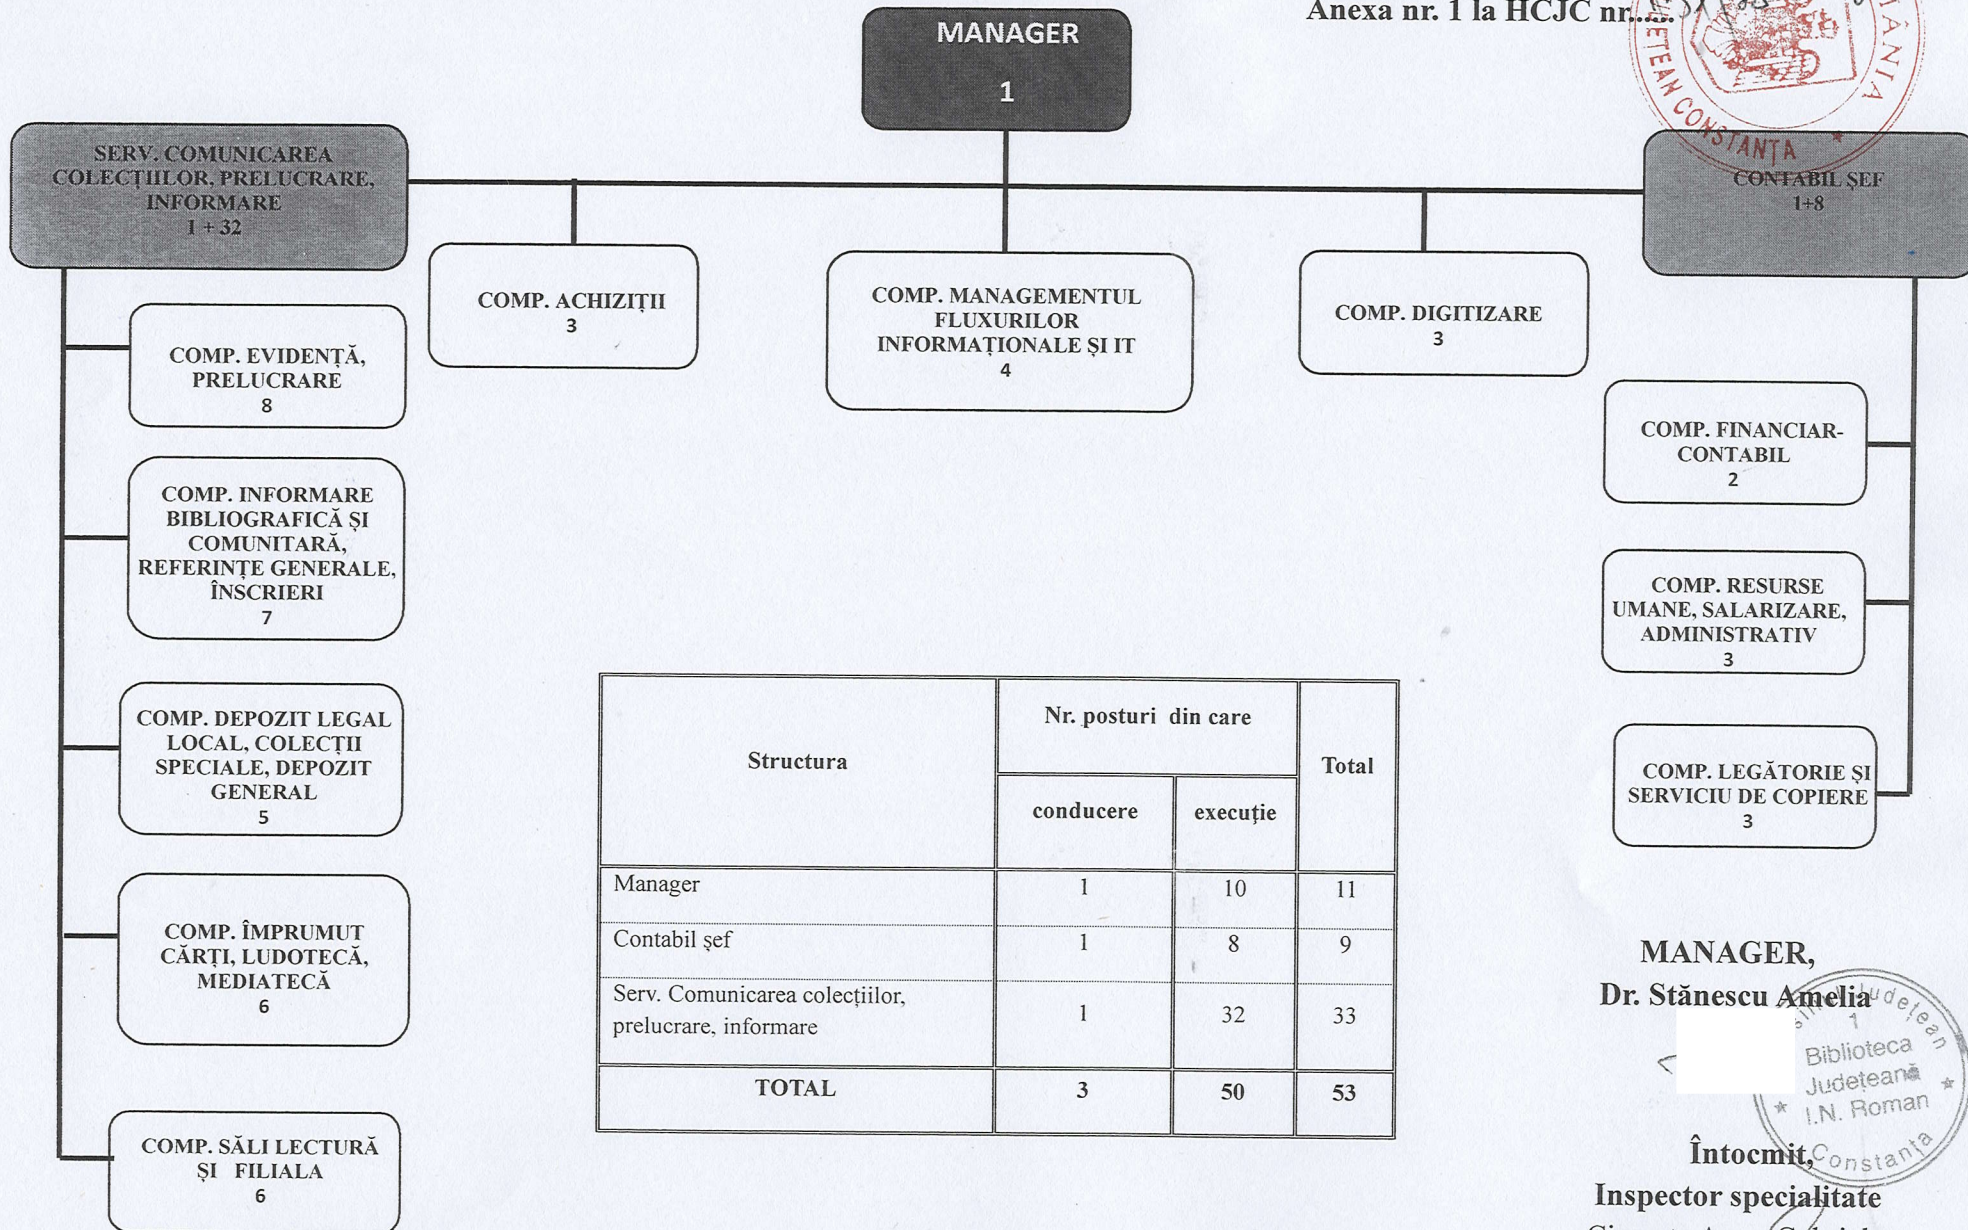 Anexa nr. 1 la HCJC nr......
MANAGER
1
ROMÂNIA
JUDEȚEAN CONSTANȚA
SERV. COMUNICAREA
COLECȚIILOR, PRELUCRARE,
INFORMARE
1 + 32
CONTABIL ȘEF
1+8
COMP. ACHIZIȚII
3
COMP. MANAGEMENTUL
FLUXURILOR
INFORMAȚIONALE ȘI IT
4
COMP. DIGITIZARE
3
COMP. EVIDENȚĂ,
PRELUCRARE
8
COMP. INFORMARE
BIBLIOGRAFICĂ ȘI
COMUNITARĂ,
REFERINȚE GENERALE,
ÎNSCRIERI
7
COMP. DEPOZIT LEGAL
LOCAL, COLECȚII
SPECIALE, DEPOZIT
GENERAL
5
COMP. ÎMPRUMUT
CĂRȚI, LUDOTECĂ,
MEDIATECĂ
6
COMP. SĂLI LECTURĂ
ȘI FILIALA
6
COMP. FINANCIAR-
CONTABIL
2
COMP. RESURSE
UMANE, SALARIZARE,
ADMINISTRATIV
3
COMP. LEGĂTORIE ȘI
SERVICIU DE COPIERE
3
Structura
Nr. posturi din care
Total
conducere execuție
Manager 1 10 11
Contabil șef 1 8 9
Serv. Comunicarea colecțiilor,
prelucrare, informare 1 32 33
TOTAL 3 50 53
MANAGER,
Dr. Stănescu Amelia
Județean
1
Biblioteca
Județeană
I.N. Roman
Constanța
Întocmit,
Inspector specialitate